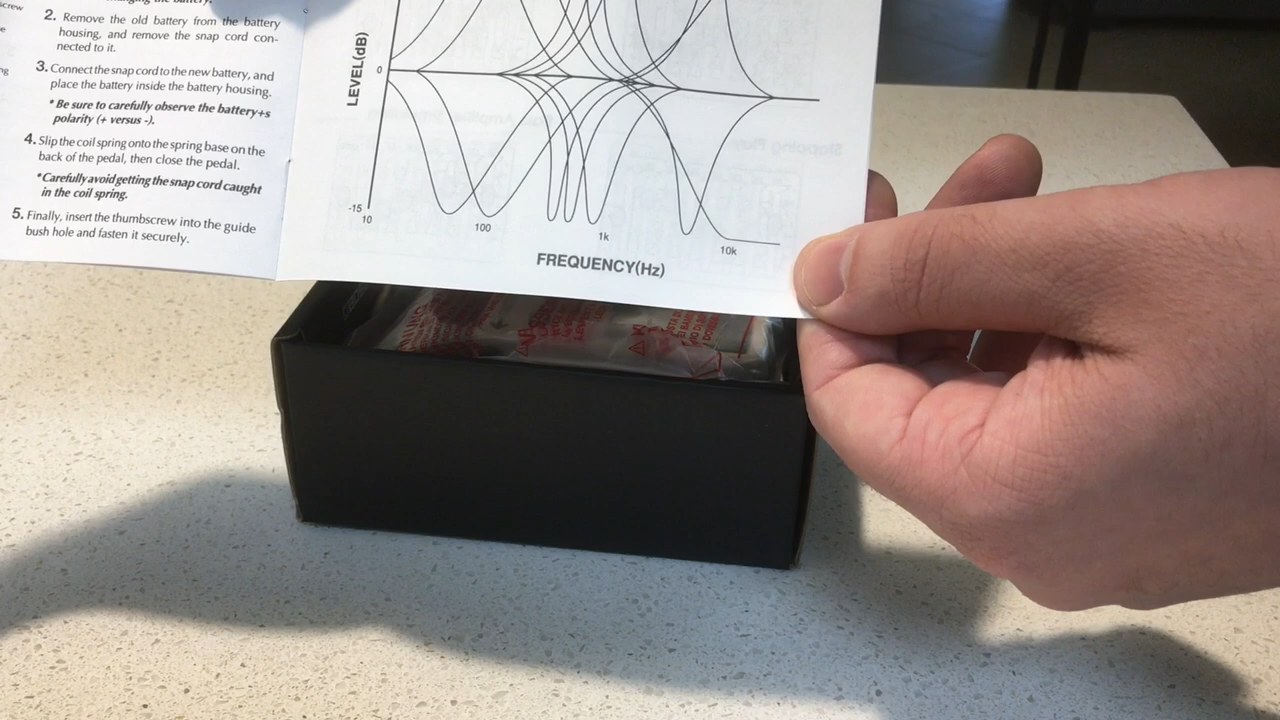 screw
2. Remove the old battery from the battery
housing, and remove the snap cord con-
nected to it.
3. Connect the snap cord to the new battery, and
place the battery inside the battery housing.
* Be sure to carefully observe the battery+s
polarity (+ versus -).
4. Slip the coil spring onto the spring base on the
back of the pedal, then close the pedal.
*Carefully avoid getting the snap cord caught
in the coil spring.
5. Finally, insert the thumbscrew into the guide
bush hole and fasten it securely.
LEVEL(dB)
0
-15
10
100
1k
10k
FREQUENCY(Hz)